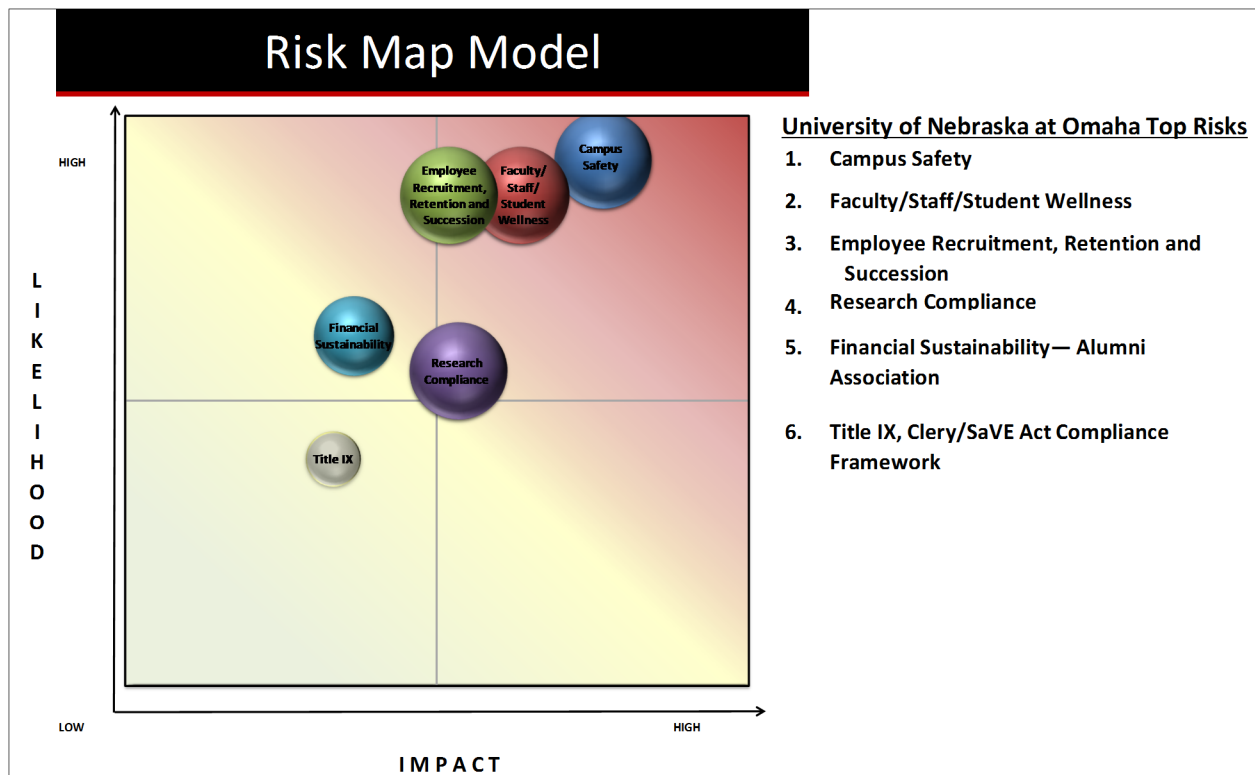 Risk Map Model
HIGH
LIKELIHOOD
LOW
HIGH
IMPACT
Campus
Safety
Employee
Recruitment,
Retention and
Succession
Faculty/
Staff/
Student
Wellness
Financial
Sustainability
Research
Compliance
Title IX
University of Nebraska at Omaha Top Risks
1. Campus Safety
2. Faculty/Staff/Student Wellness
3. Employee Recruitment, Retention and
Succession
4. Research Compliance
5. Financial Sustainability— Alumni
Association
6. Title IX, Clery/SaVE Act Compliance
Framework